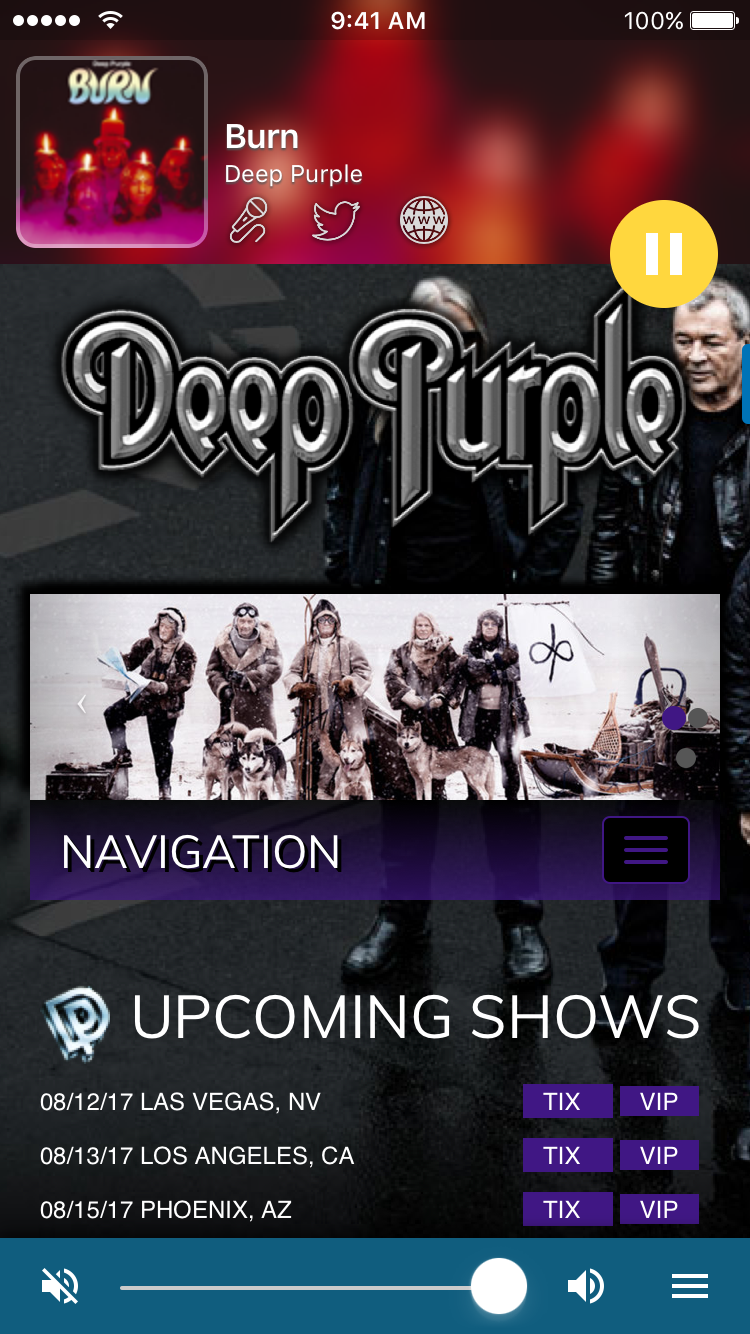 9:41 AM
100%
Deep Purple
BURN
Burn
Deep Purple
WWW
Deep Purple
NAVIGATION
UPCOMING SHOWS
08/12/17 LAS VEGAS, NV TIX VIP
08/13/17 LOS ANGELES, CA TIX VIP
08/15/17 PHOENIX, AZ TIX VIP